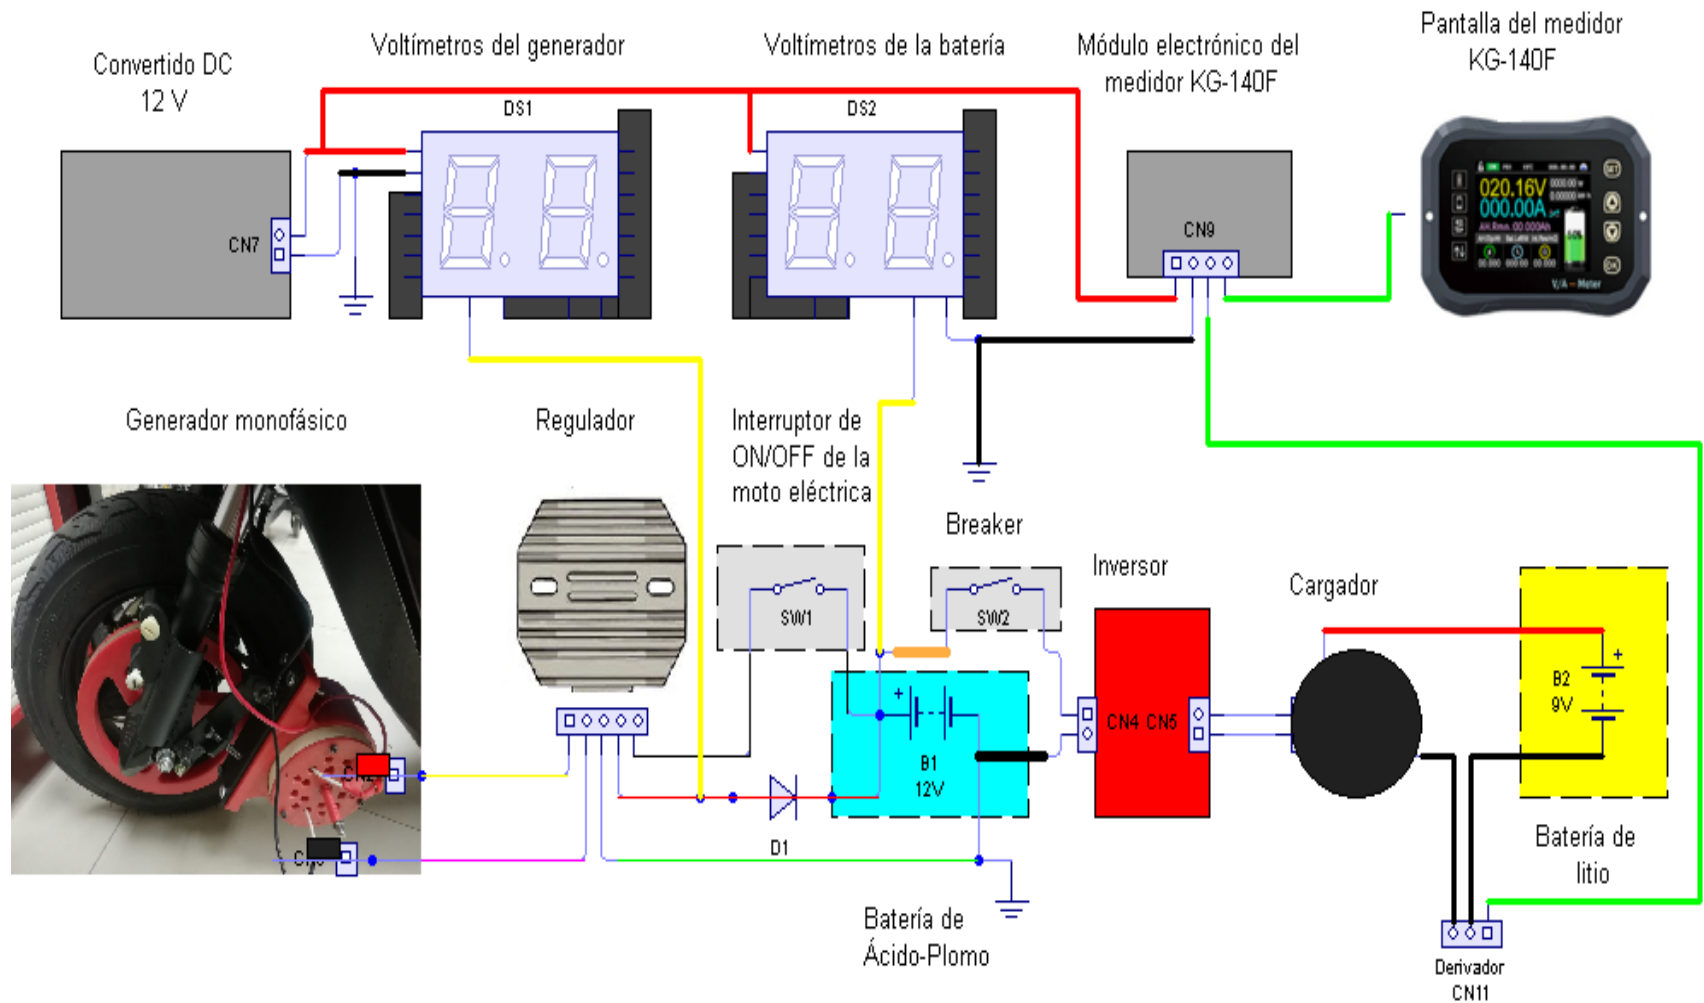 Convertido DC
12 V
Voltímetros del generador
Voltímetros de la batería
Módulo electrónico del
medidor KG-140F
Pantalla del medidor
KG-140F
DS1
DS2
CN7
CN9
020.16V
000.00A
V/A - Meter
SET
OK
Generador monofásico
Regulador
Interruptor de
ON/OFF de la
moto eléctrica
Breaker
Inversor
Cargador
SW1
SW2
+
B1
12V
CN4 CN5
+
B2
9V
D1
Batería de
litio
Batería de
Ácido-Plomo
Derivador
CN11